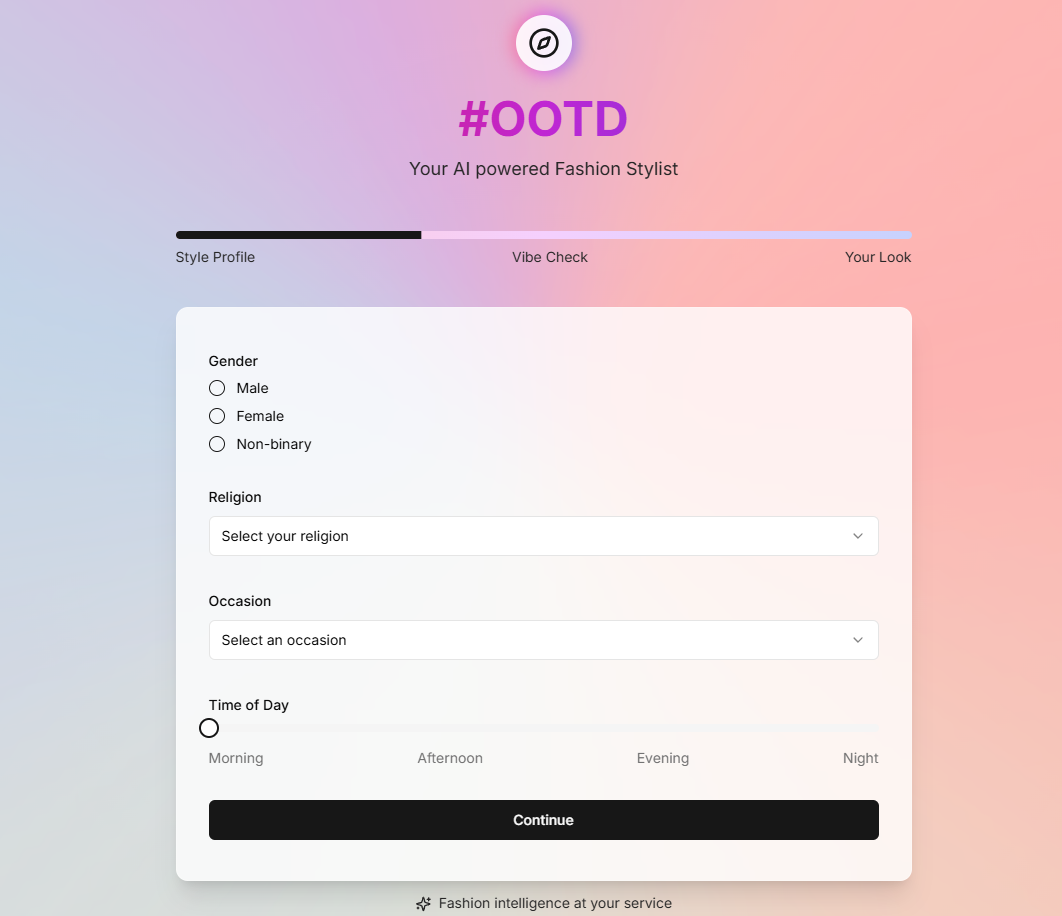 #OOTD
Your AI powered Fashion Stylist
Style Profile Vibe Check Your Look
Gender
Male
Female
Non-binary
Religion
Select your religion
Occasion
Select an occasion
Time of Day
Morning Afternoon Evening Night
Continue
Fashion intelligence at your service